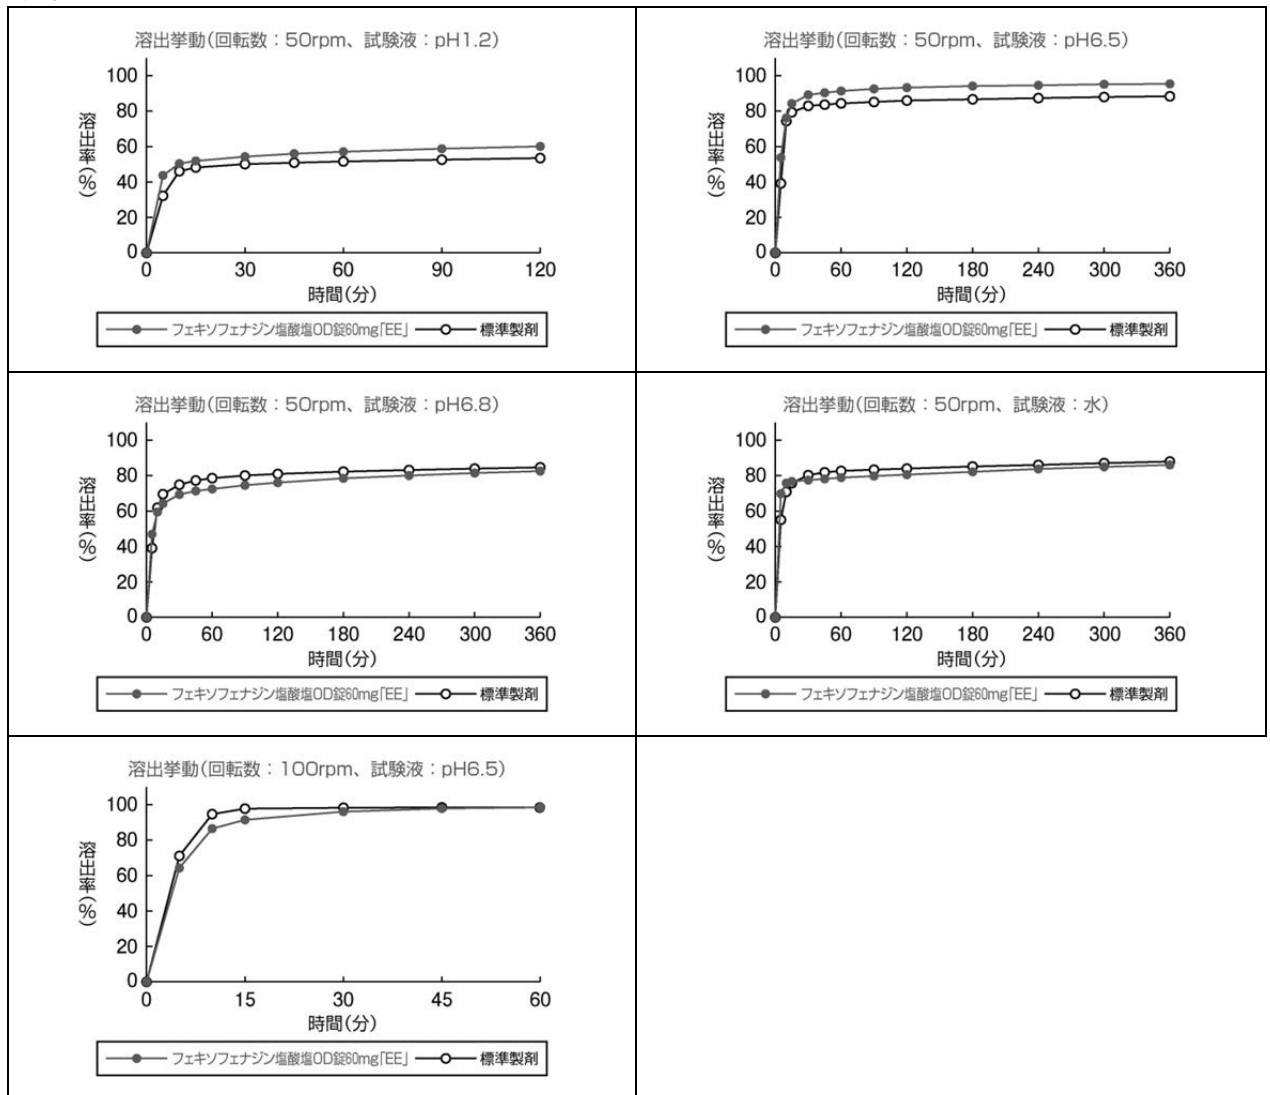 溶出挙動(回転数：50rpm、試験液：pH1.2)
溶出率(%)
100
80
60
40
20
0
0 30 60 90 120
時間(分)
フェキソフェナジン塩酸塩OD錠60mg「EE」 標準製剤
溶出挙動(回転数：50rpm、試験液：pH6.5)
溶出率(%)
100
80
60
40
20
0
0 60 120 180 240 300 360
時間(分)
フェキソフェナジン塩酸塩OD錠60mg「EE」 標準製剤
溶出挙動(回転数：50rpm、試験液：pH6.8)
溶出率(%)
100
80
60
40
20
0
0 60 120 180 240 300 360
時間(分)
フェキソフェナジン塩酸塩OD錠60mg「EE」 標準製剤
溶出挙動(回転数：50rpm、試験液：水)
溶出率(%)
100
80
60
40
20
0
0 60 120 180 240 300 360
時間(分)
フェキソフェナジン塩酸塩OD錠60mg「EE」 標準製剤
溶出挙動(回転数：100rpm、試験液：pH6.5)
溶出率(%)
100
80
60
40
20
0
0 15 30 45 60
時間(分)
フェキソフェナジン塩酸塩OD錠60mg「EE」 標準製剤